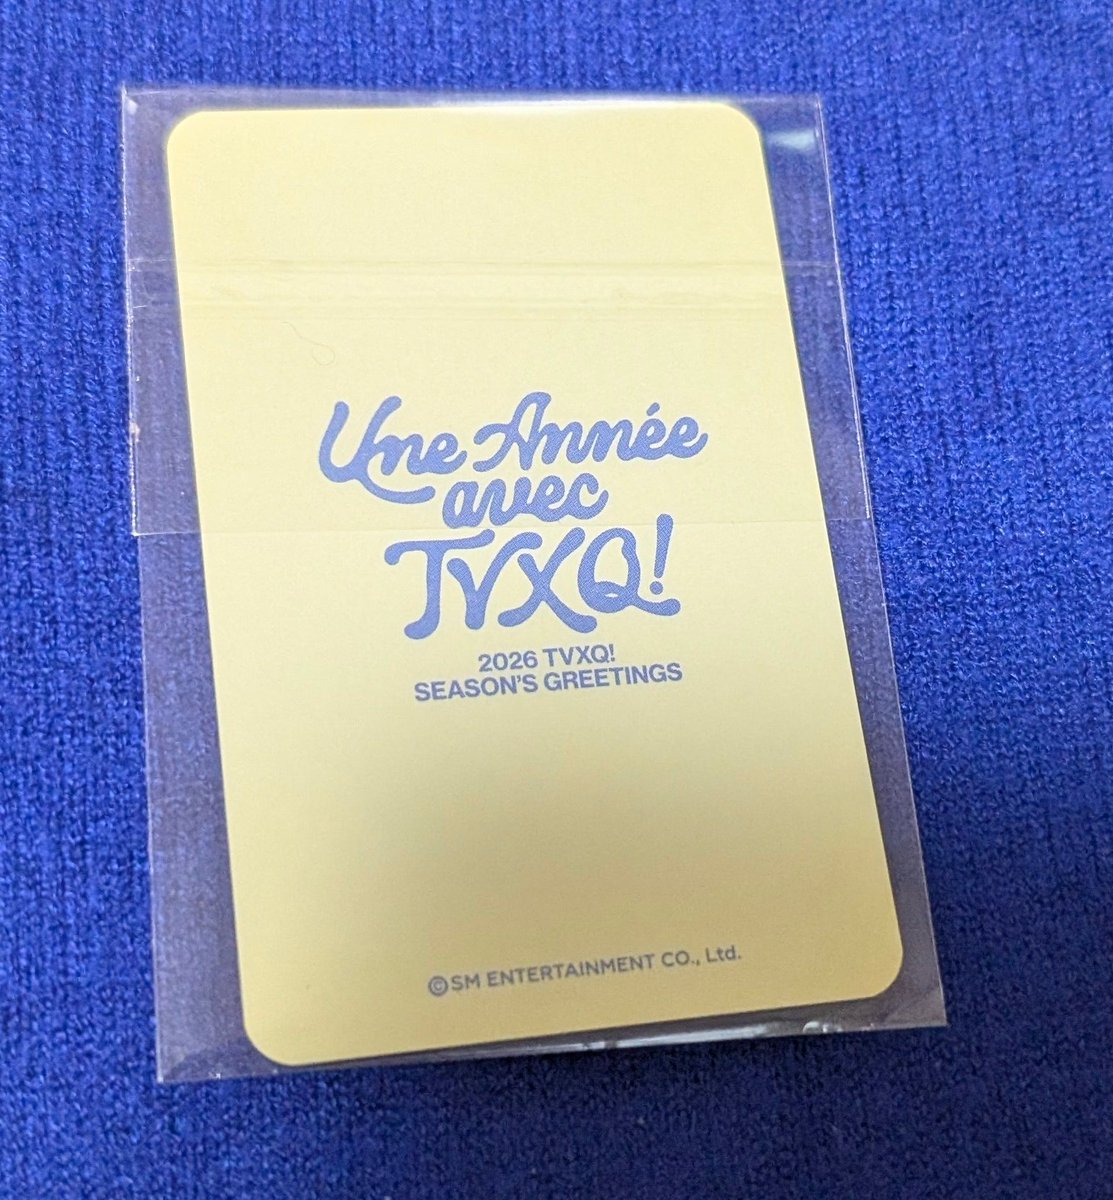 Une Année
avec
TVXQ!
2026 TVXQ!
SEASON'S GREETINGS
©SM ENTERTAINMENT CO., Ltd.